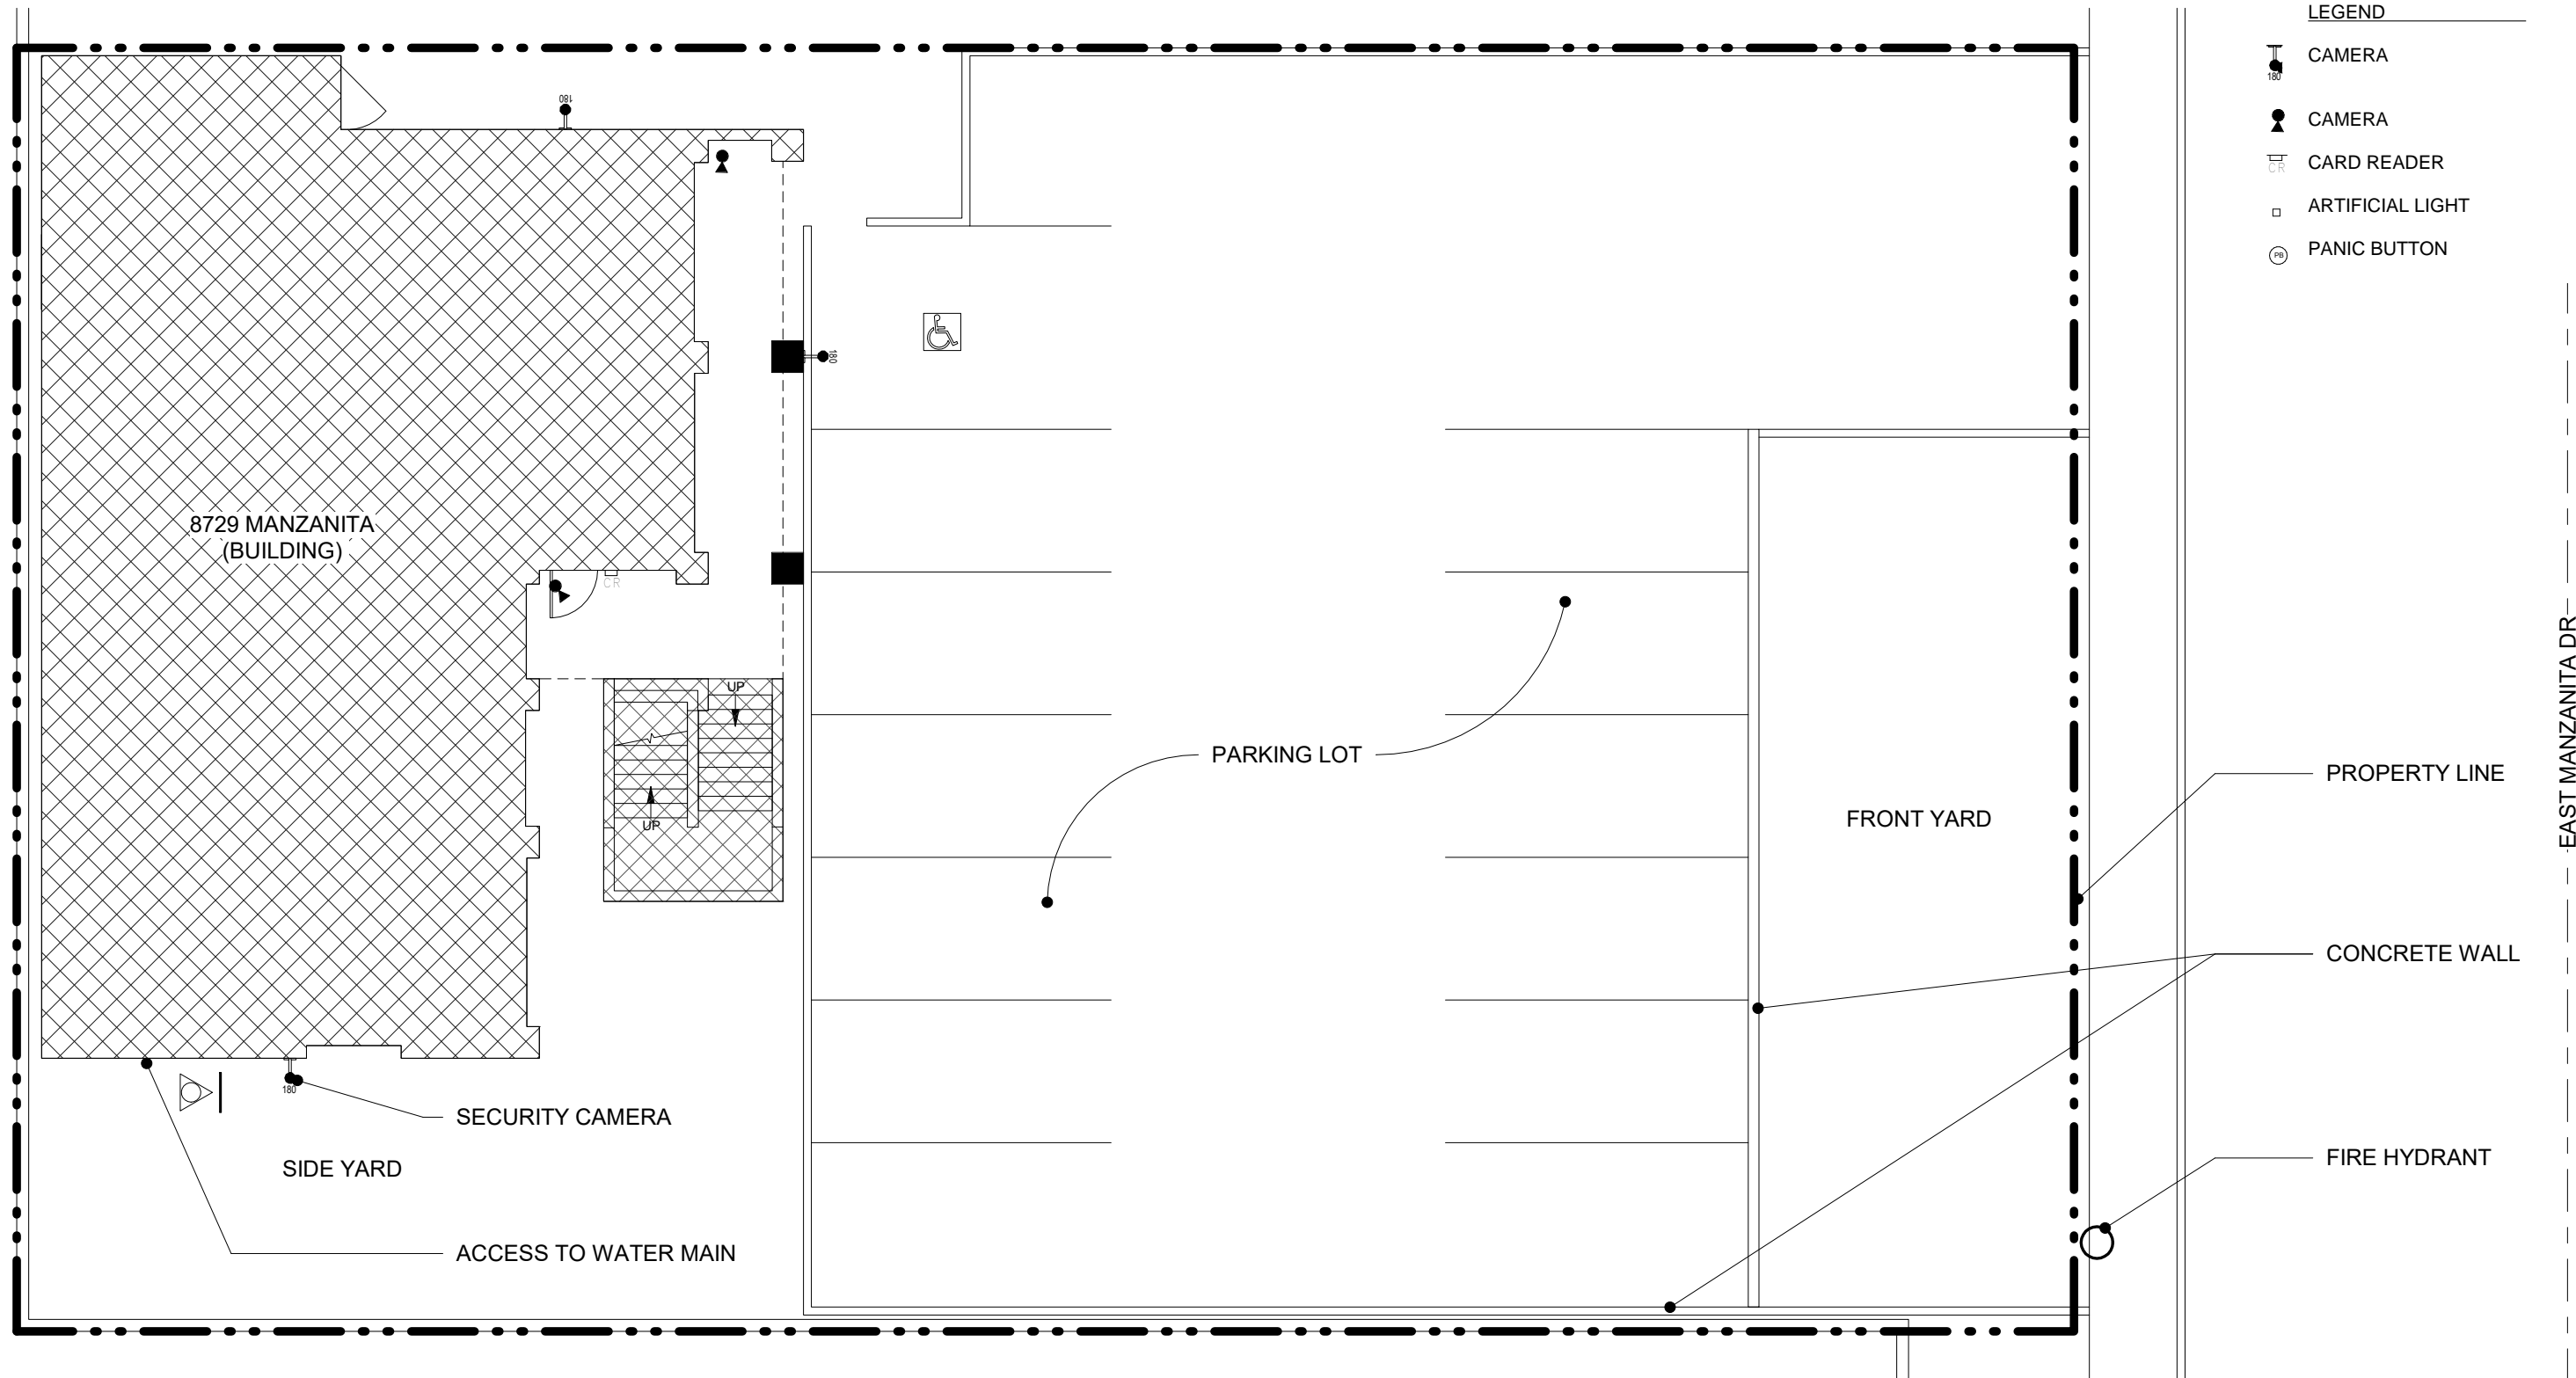 LEGEND
180
CAMERA
CAMERA
CR
CARD READER
ARTIFICIAL LIGHT
PB
PANIC BUTTON
180
180
8729 MANZANITA
(BUILDING)
CR
UP
UP
PARKING LOT
FRONT YARD
EAST MANZANITA DR
PROPERTY LINE
CONCRETE WALL
FIRE HYDRANT
180
SECURITY CAMERA
SIDE YARD
ACCESS TO WATER MAIN